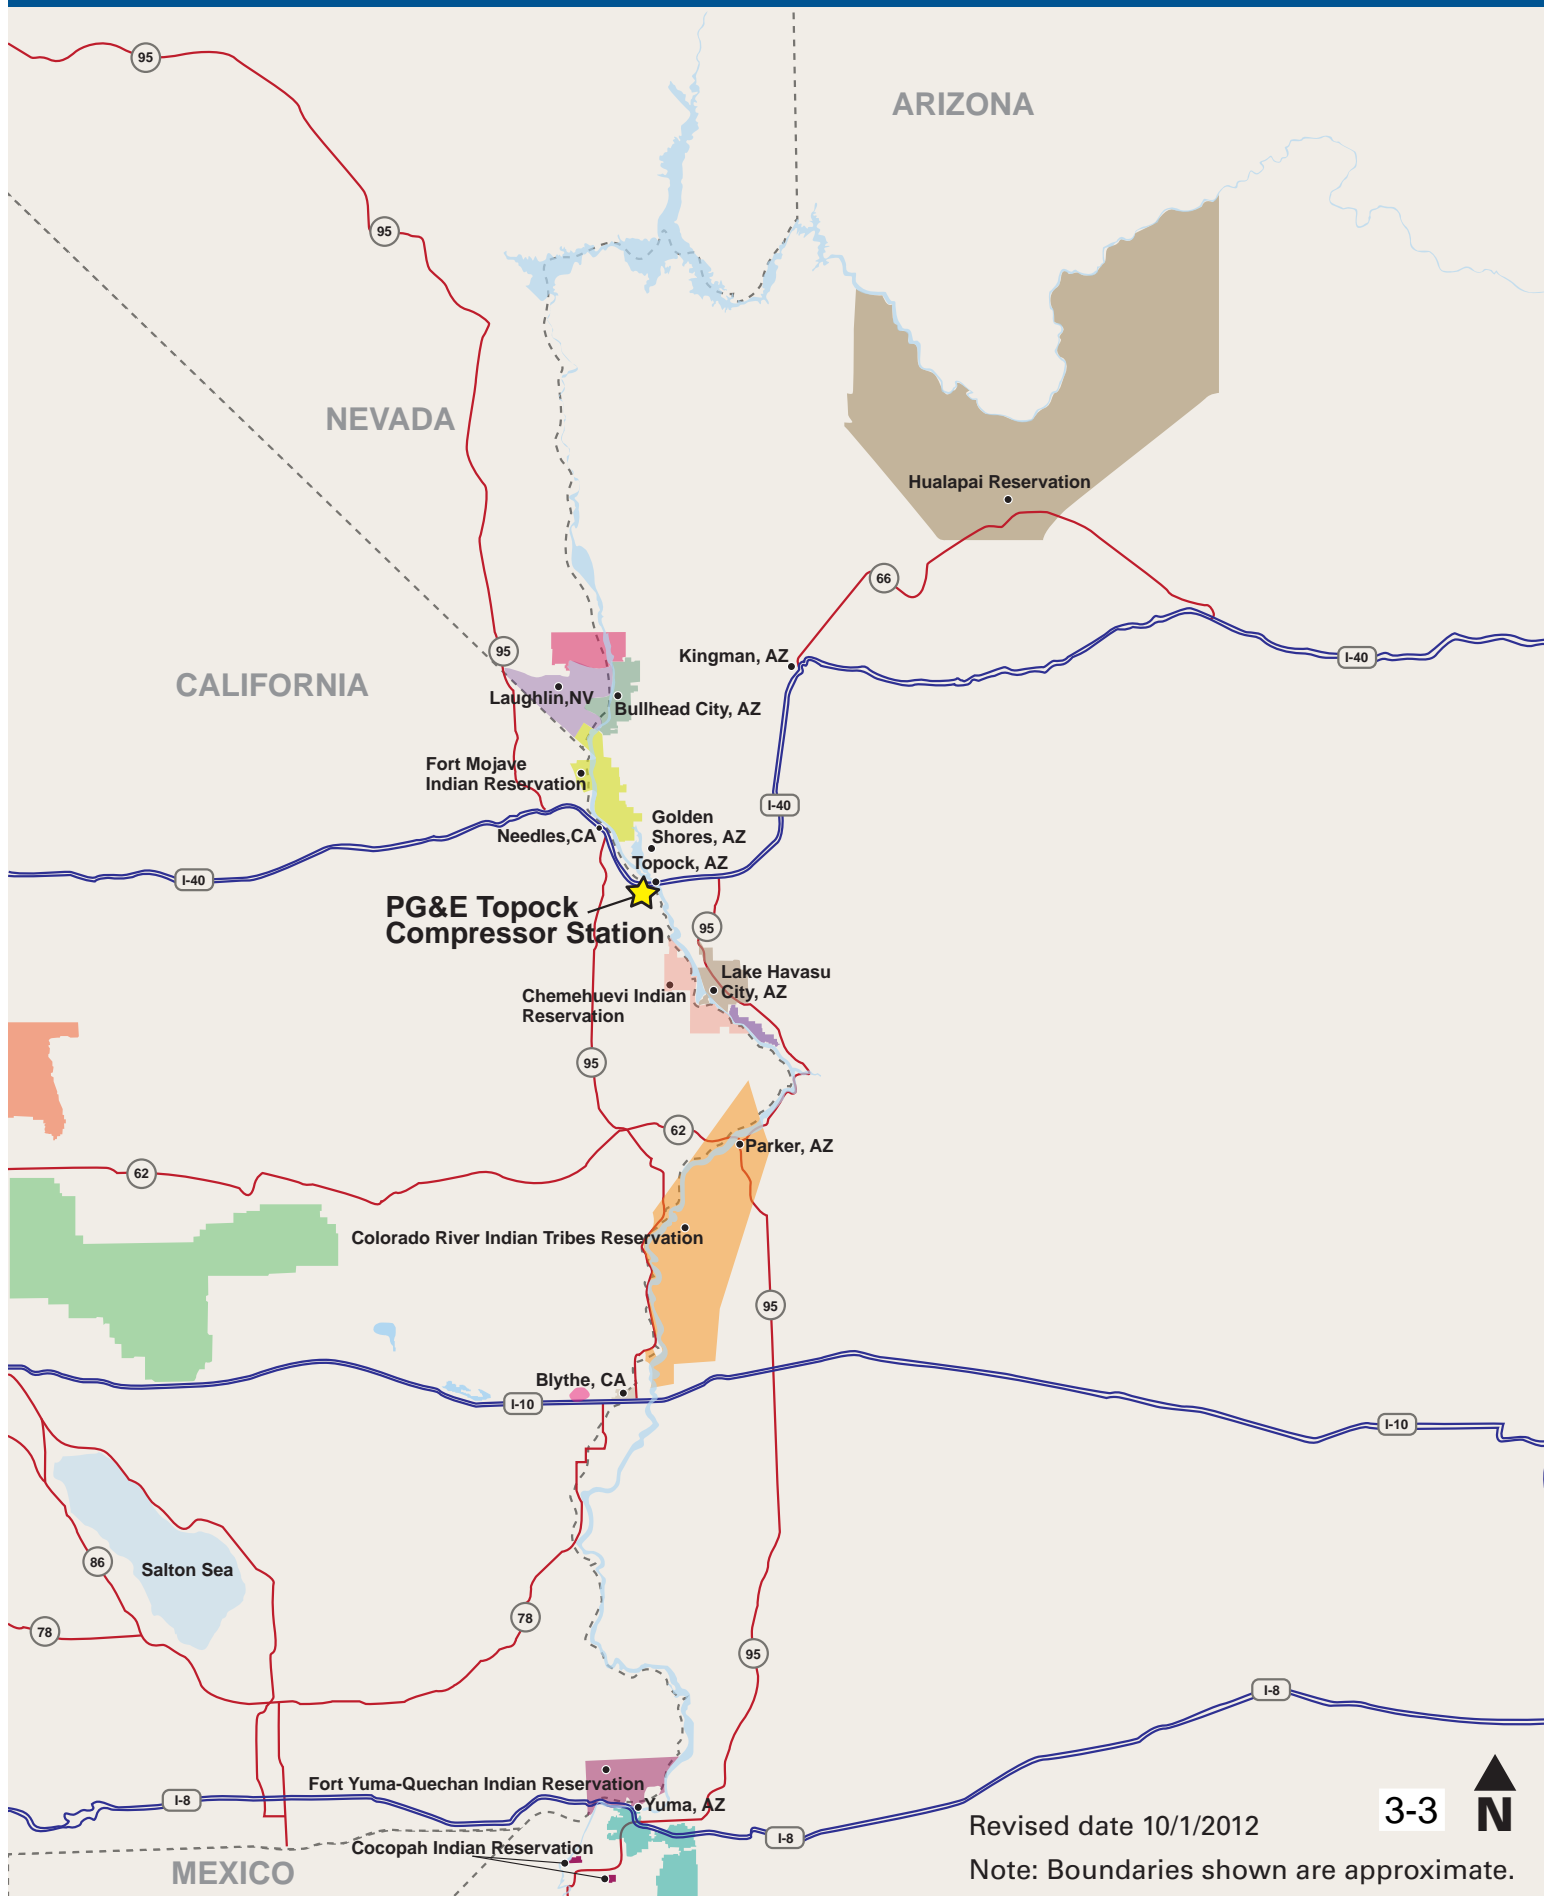 95
ARIZONA
95
NEVADA
Hualapai Reservation
66
95
Kingman, AZ
I-40
CALIFORNIA
Laughlin,NV
Bullhead City, AZ
Fort Mojave
Indian Reservation
I-40
Golden
Shores, AZ
Needles,CA
Topock, AZ
I-40
PG&E Topock
Compressor Station
95
Lake Havasu
City, AZ
Chemehuevi Indian
Reservation
95
62
Parker, AZ
62
Colorado River Indian Tribes Reservation
95
Blythe, CA
I-10
I-10
86
Salton Sea
78
78
95
I-8
Fort Yuma-Quechan Indian Reservation
I-8
Yuma, AZ
3-3
N
Revised date 10/1/2012
I-8
Cocopah Indian Reservation
MEXICO
Note: Boundaries shown are approximate.